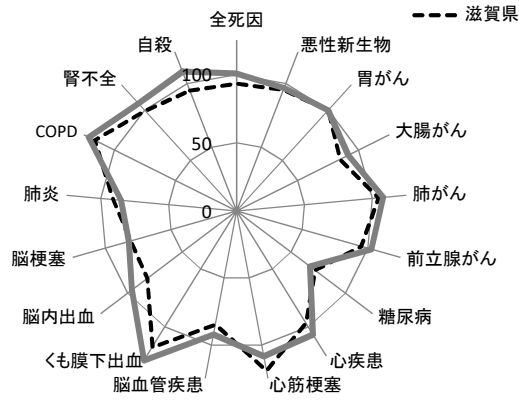 滋賀県
全死因
悪性新生物
胃がん
大腸がん
肺がん
前立腺がん
糖尿病
心疾患
心筋梗塞
脳血管疾患
くも膜下出血
脳内出血
脳梗塞
肺炎
COPD
腎不全
自殺
100
50
0